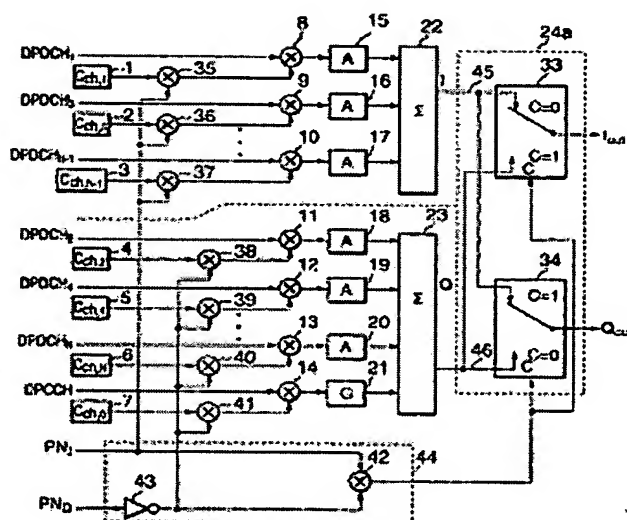 8 15 22 24a
DPDCH₁ A 33
Cch,1 1 35 I 45
9 16 C=0
DPDCH₃ A Σ
Cch,3 2 36
10 17 C=1
DPDCHN-1 A C
Cch,N-1 3 37
11 18 23
DPDCH₂ A 34
Cch,2 4 38
12 19 Q C=1
DPDCH₄ A Σ
Cch,4 5 39
13 20 C=0
DPDCHN A C
Cch,N 6 40
14 21 46
DPCCH G
Cch,0 7 41
PNI 42 44
43
PNQ